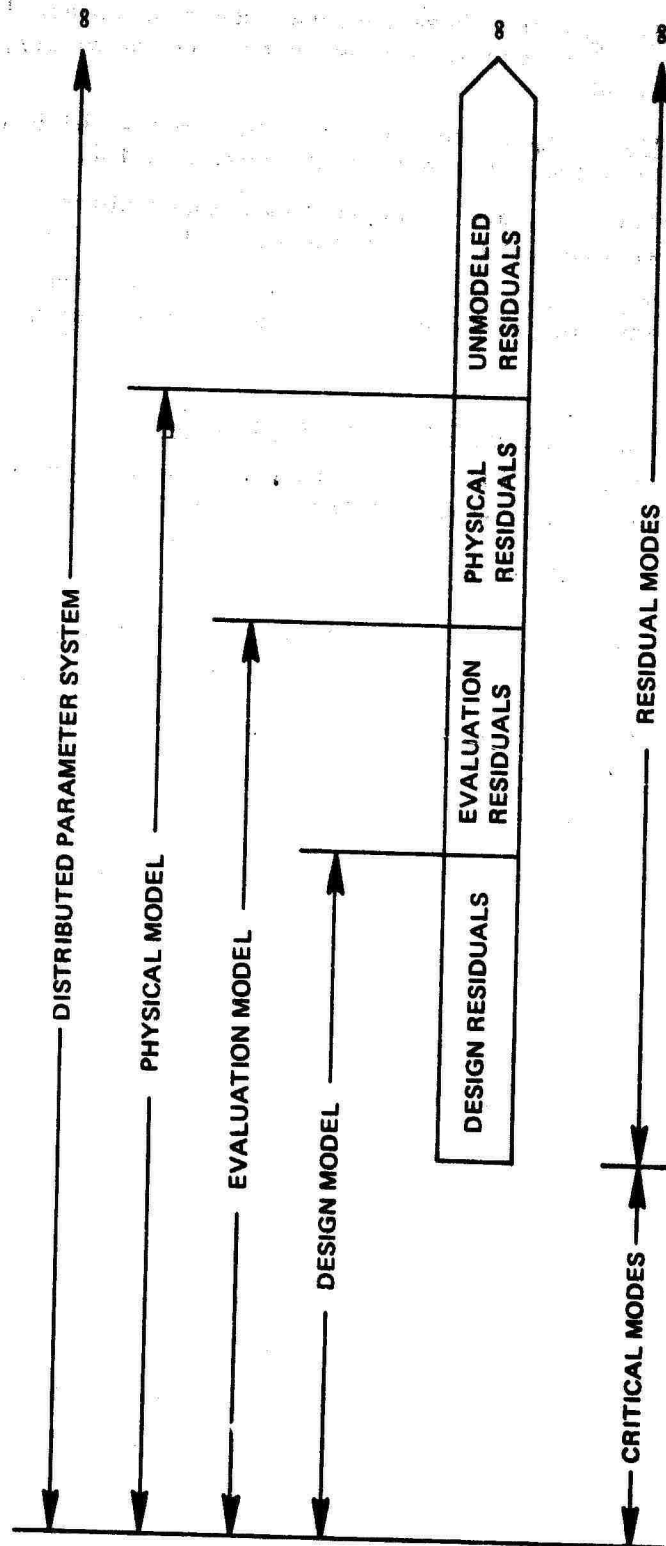 DISTRIBUTED PARAMETER SYSTEM
∞
PHYSICAL MODEL
EVALUATION MODEL
DESIGN MODEL
DESIGN RESIDUALS
EVALUATION
RESIDUALS
PHYSICAL
RESIDUALS
UNMODELED
RESIDUALS
∞
CRITICAL MODES
RESIDUAL MODES
∞